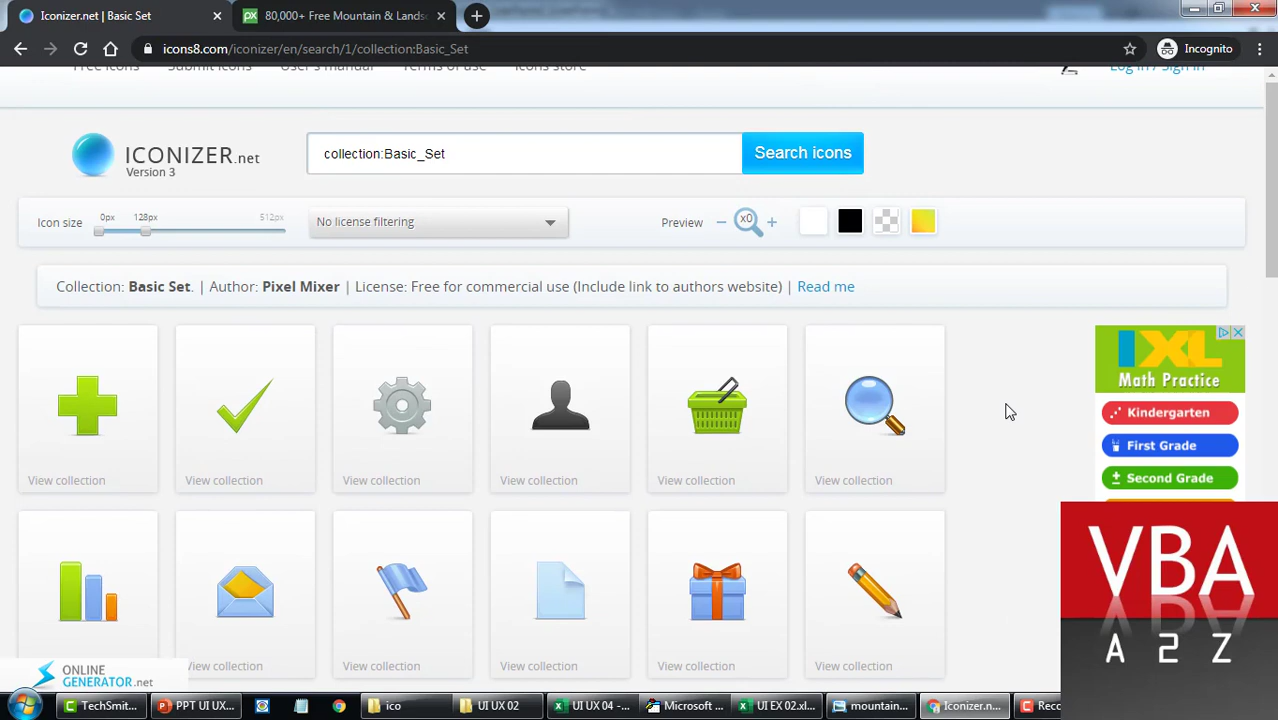 Iconizer.net | Basic Set
80,000+ Free Mountain & Landsc
icons8.com/iconizer/en/search/1/collection:Basic_Set
Incognito
Free icons Submit icons User's manual Terms of use Icons store Log in / Sign in
ICONIZER.net
Version 3
collection:Basic_Set
Search icons
Icon size
0px 128px 512px
No license filtering
Preview
x0
Collection: Basic Set. | Author: Pixel Mixer | License: Free for commercial use (Include link to authors website) | Read me
IXL
Math Practice
Kindergarten
First Grade
Second Grade
View collection View collection View collection View collection View collection View collection
View collection View collection View collection View collection View collection
ONLINE
GENERATOR.net
VBA
A 2 Z
TechSmit... PPT UI UX... ico UI UX 02 UI UX 04 -... Microsoft ... UI EX 02.xl... mountain... Iconizer.n... Reco